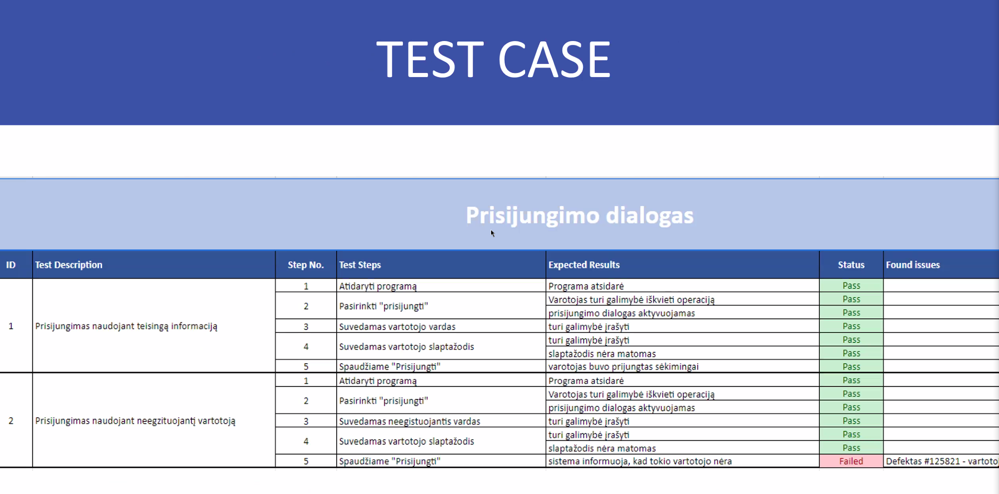 TEST CASE
Prisijungimo dialogas
ID Test Description Step No. Test Steps Expected Results Status Found issues
1 Prisijungimas naudojant teisingą informaciją
1 Atidaryti programą Programa atsidarė Pass
2 Pasirinkti "prisijungti" Varotojas turi galimybė iškvieti operaciją Pass
prisijungimo dialogas aktyvuojamas Pass
3 Suvedamas vartotojo vardas turi galimybė įrašyti Pass
4 Suvedamas vartotojo slaptažodis turi galimybė įrašyti Pass
slaptažodis nėra matomas Pass
5 Spaudžiame "Prisijungti" varotojas buvo prijungtas sėkimingai Pass
2 Prisijungimas naudojant neegzituojantį vartotoją
1 Atidaryti programą Programa atsidarė Pass
2 Pasirinkti "prisijungti" Varotojas turi galimybė iškvieti operaciją Pass
prisijungimo dialogas aktyvuojamas Pass
3 Suvedamas neegistuojantis vardas turi galimybė įrašyti Pass
4 Suvedamas vartotojo slaptažodis turi galimybė įrašyti Pass
slaptažodis nėra matomas Pass
5 Spaudžiame "Prisijungti" sistema informuoja, kad tokio vartotojo nėra Failed Defektas #125821 -